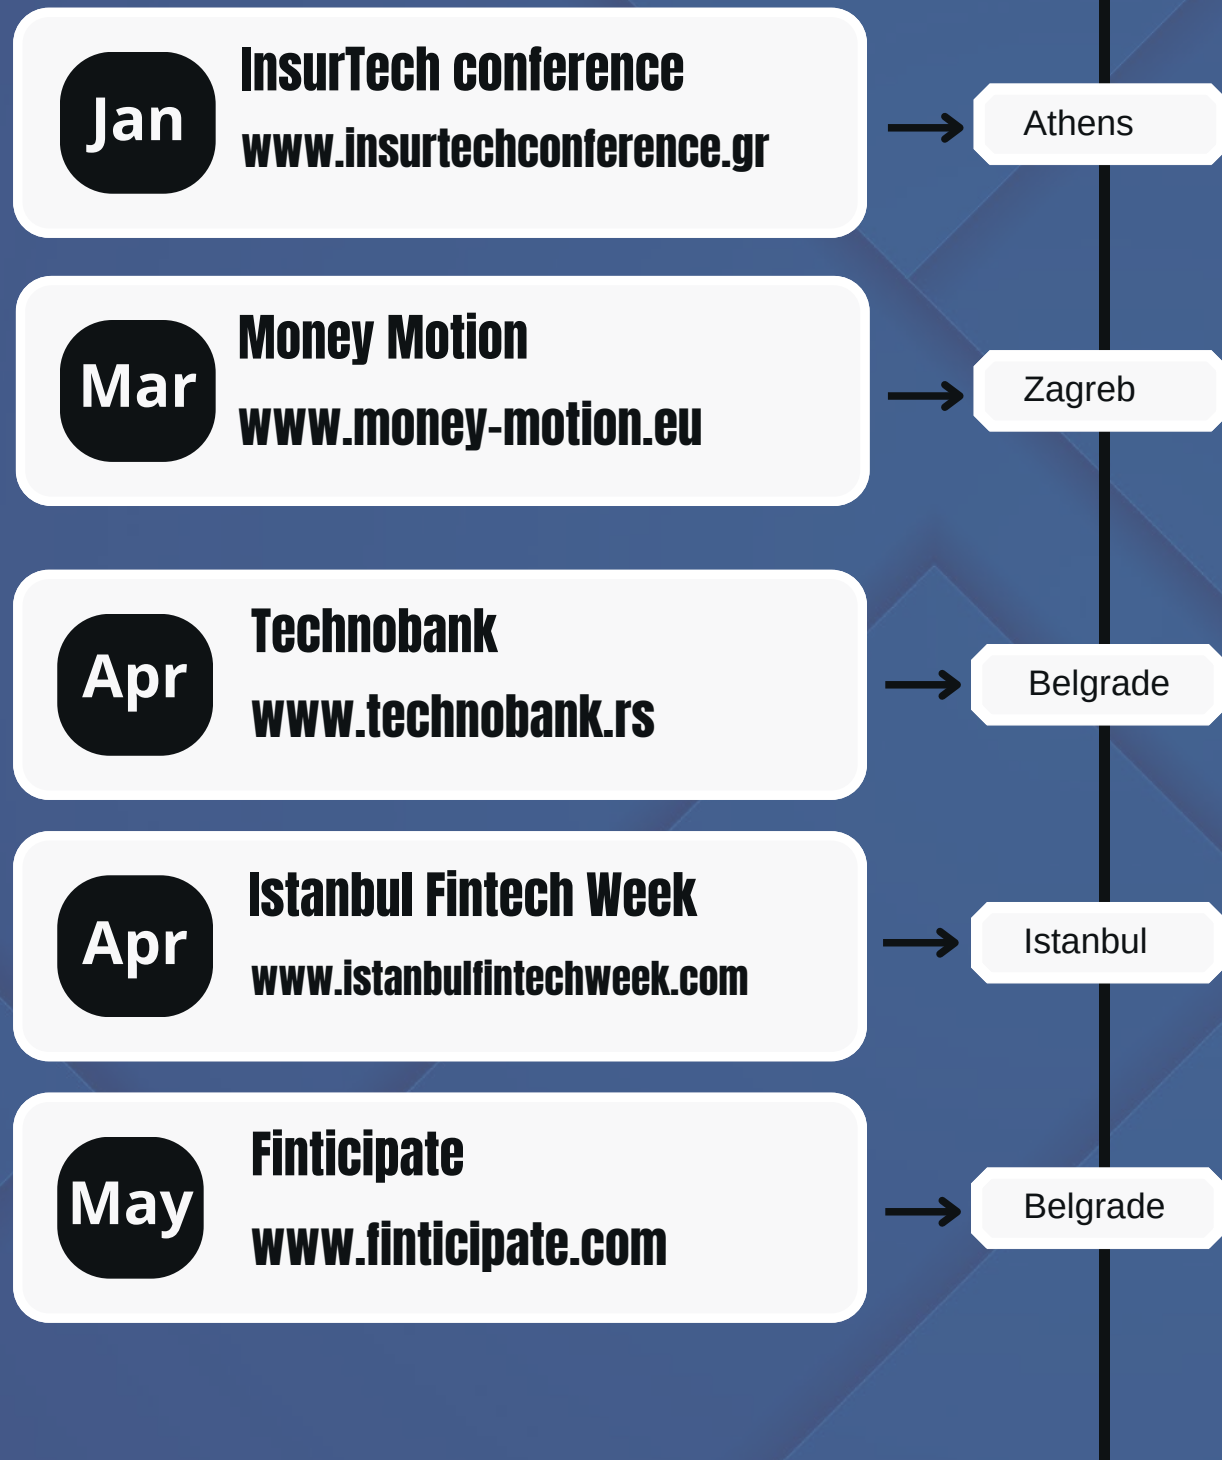 Jan
InsurTech conference
www.insurtechconference.gr
Athens
Mar
Money Motion
www.money-motion.eu
Zagreb
Apr
Technobank
www.technobank.rs
Belgrade
Apr
Istanbul Fintech Week
www.istanbulfintechweek.com
Istanbul
May
Finticipate
www.finticipate.com
Belgrade